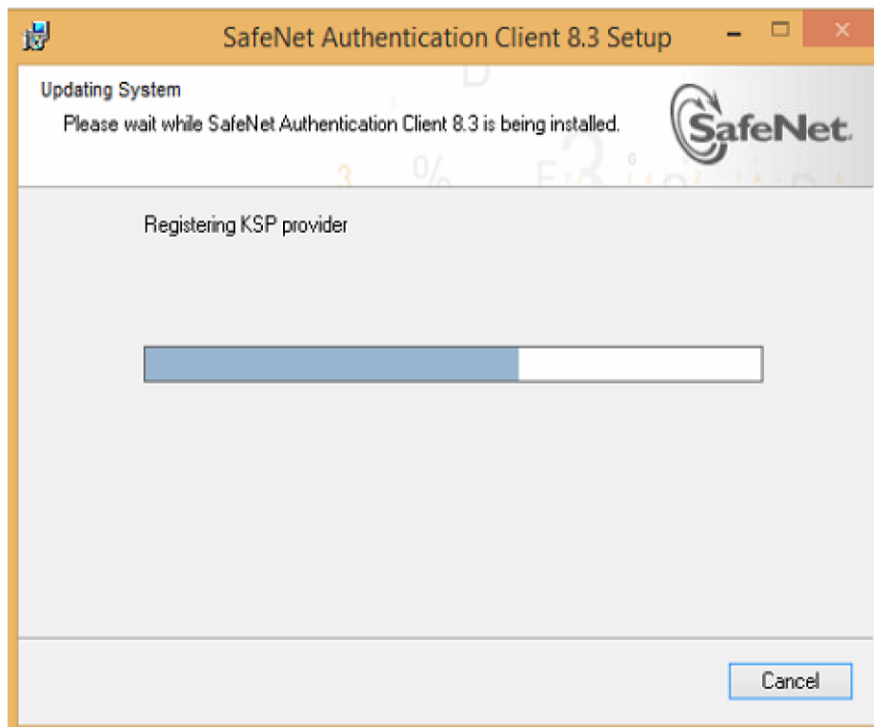 SafeNet Authentication Client 8.3 Setup
Updating System
Please wait while SafeNet Authentication Client 8.3 is being installed.
SafeNet.
Registering KSP provider
Cancel